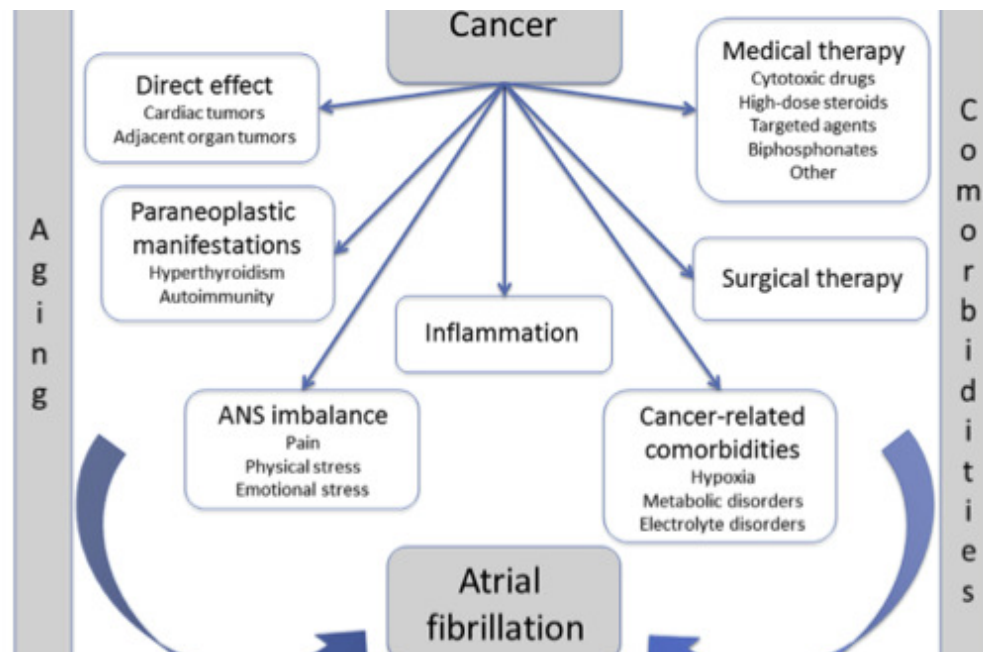 Cancer
Direct effect
Cardiac tumors
Adjacent organ tumors
Medical therapy
Cytotoxic drugs
High-dose steroids
Targeted agents
Biphosphonates
Other
Paraneoplastic
manifestations
Hyperthyroidism
Autoimmunity
Surgical therapy
Inflammation
ANS imbalance
Pain
Physical stress
Emotional stress
Cancer-related
comorbidities
Hypoxia
Metabolic disorders
Electrolyte disorders
Atrial
fibrillation
Aging
Comorbidities